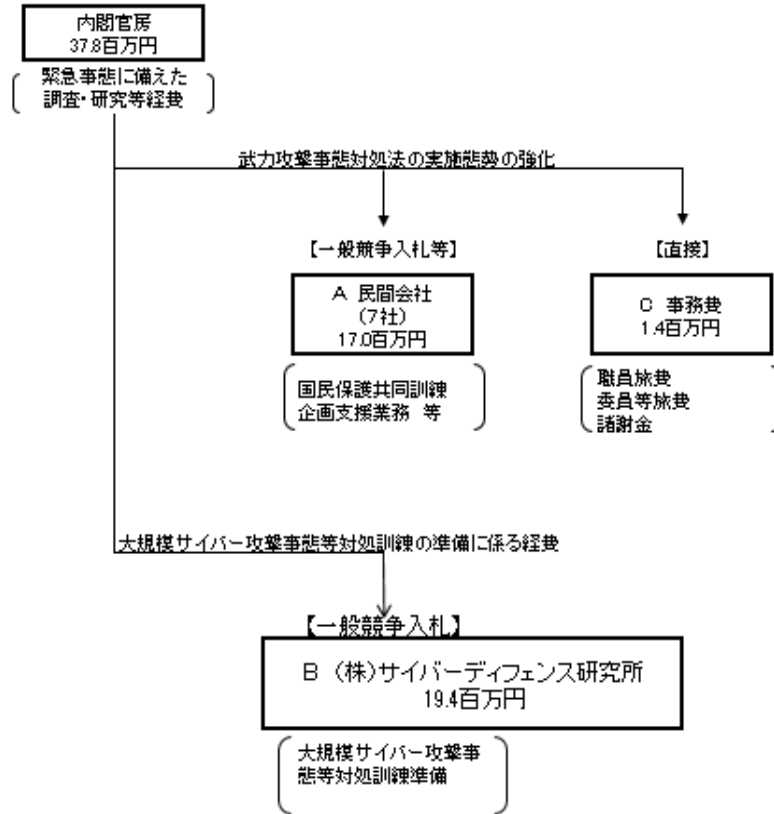 内閣官房
37.8百万円
緊急事態に備えた
調査・研究等経費
武力攻撃事態対処法の実施態勢の強化
【一般競争入札等】
【直接】
A 民間会社
(7社)
17.0百万円
C 事務費
1.4百万円
国民保護共同訓練
企画支援業務 等
職員旅費
委員等旅費
諸謝金
大規模サイバー攻撃事態等対処訓練の準備に係る経費
【一般競争入札】
B (株)サイバーディフェンス研究所
19.4百万円
大規模サイバー攻撃事
態等対処訓練準備